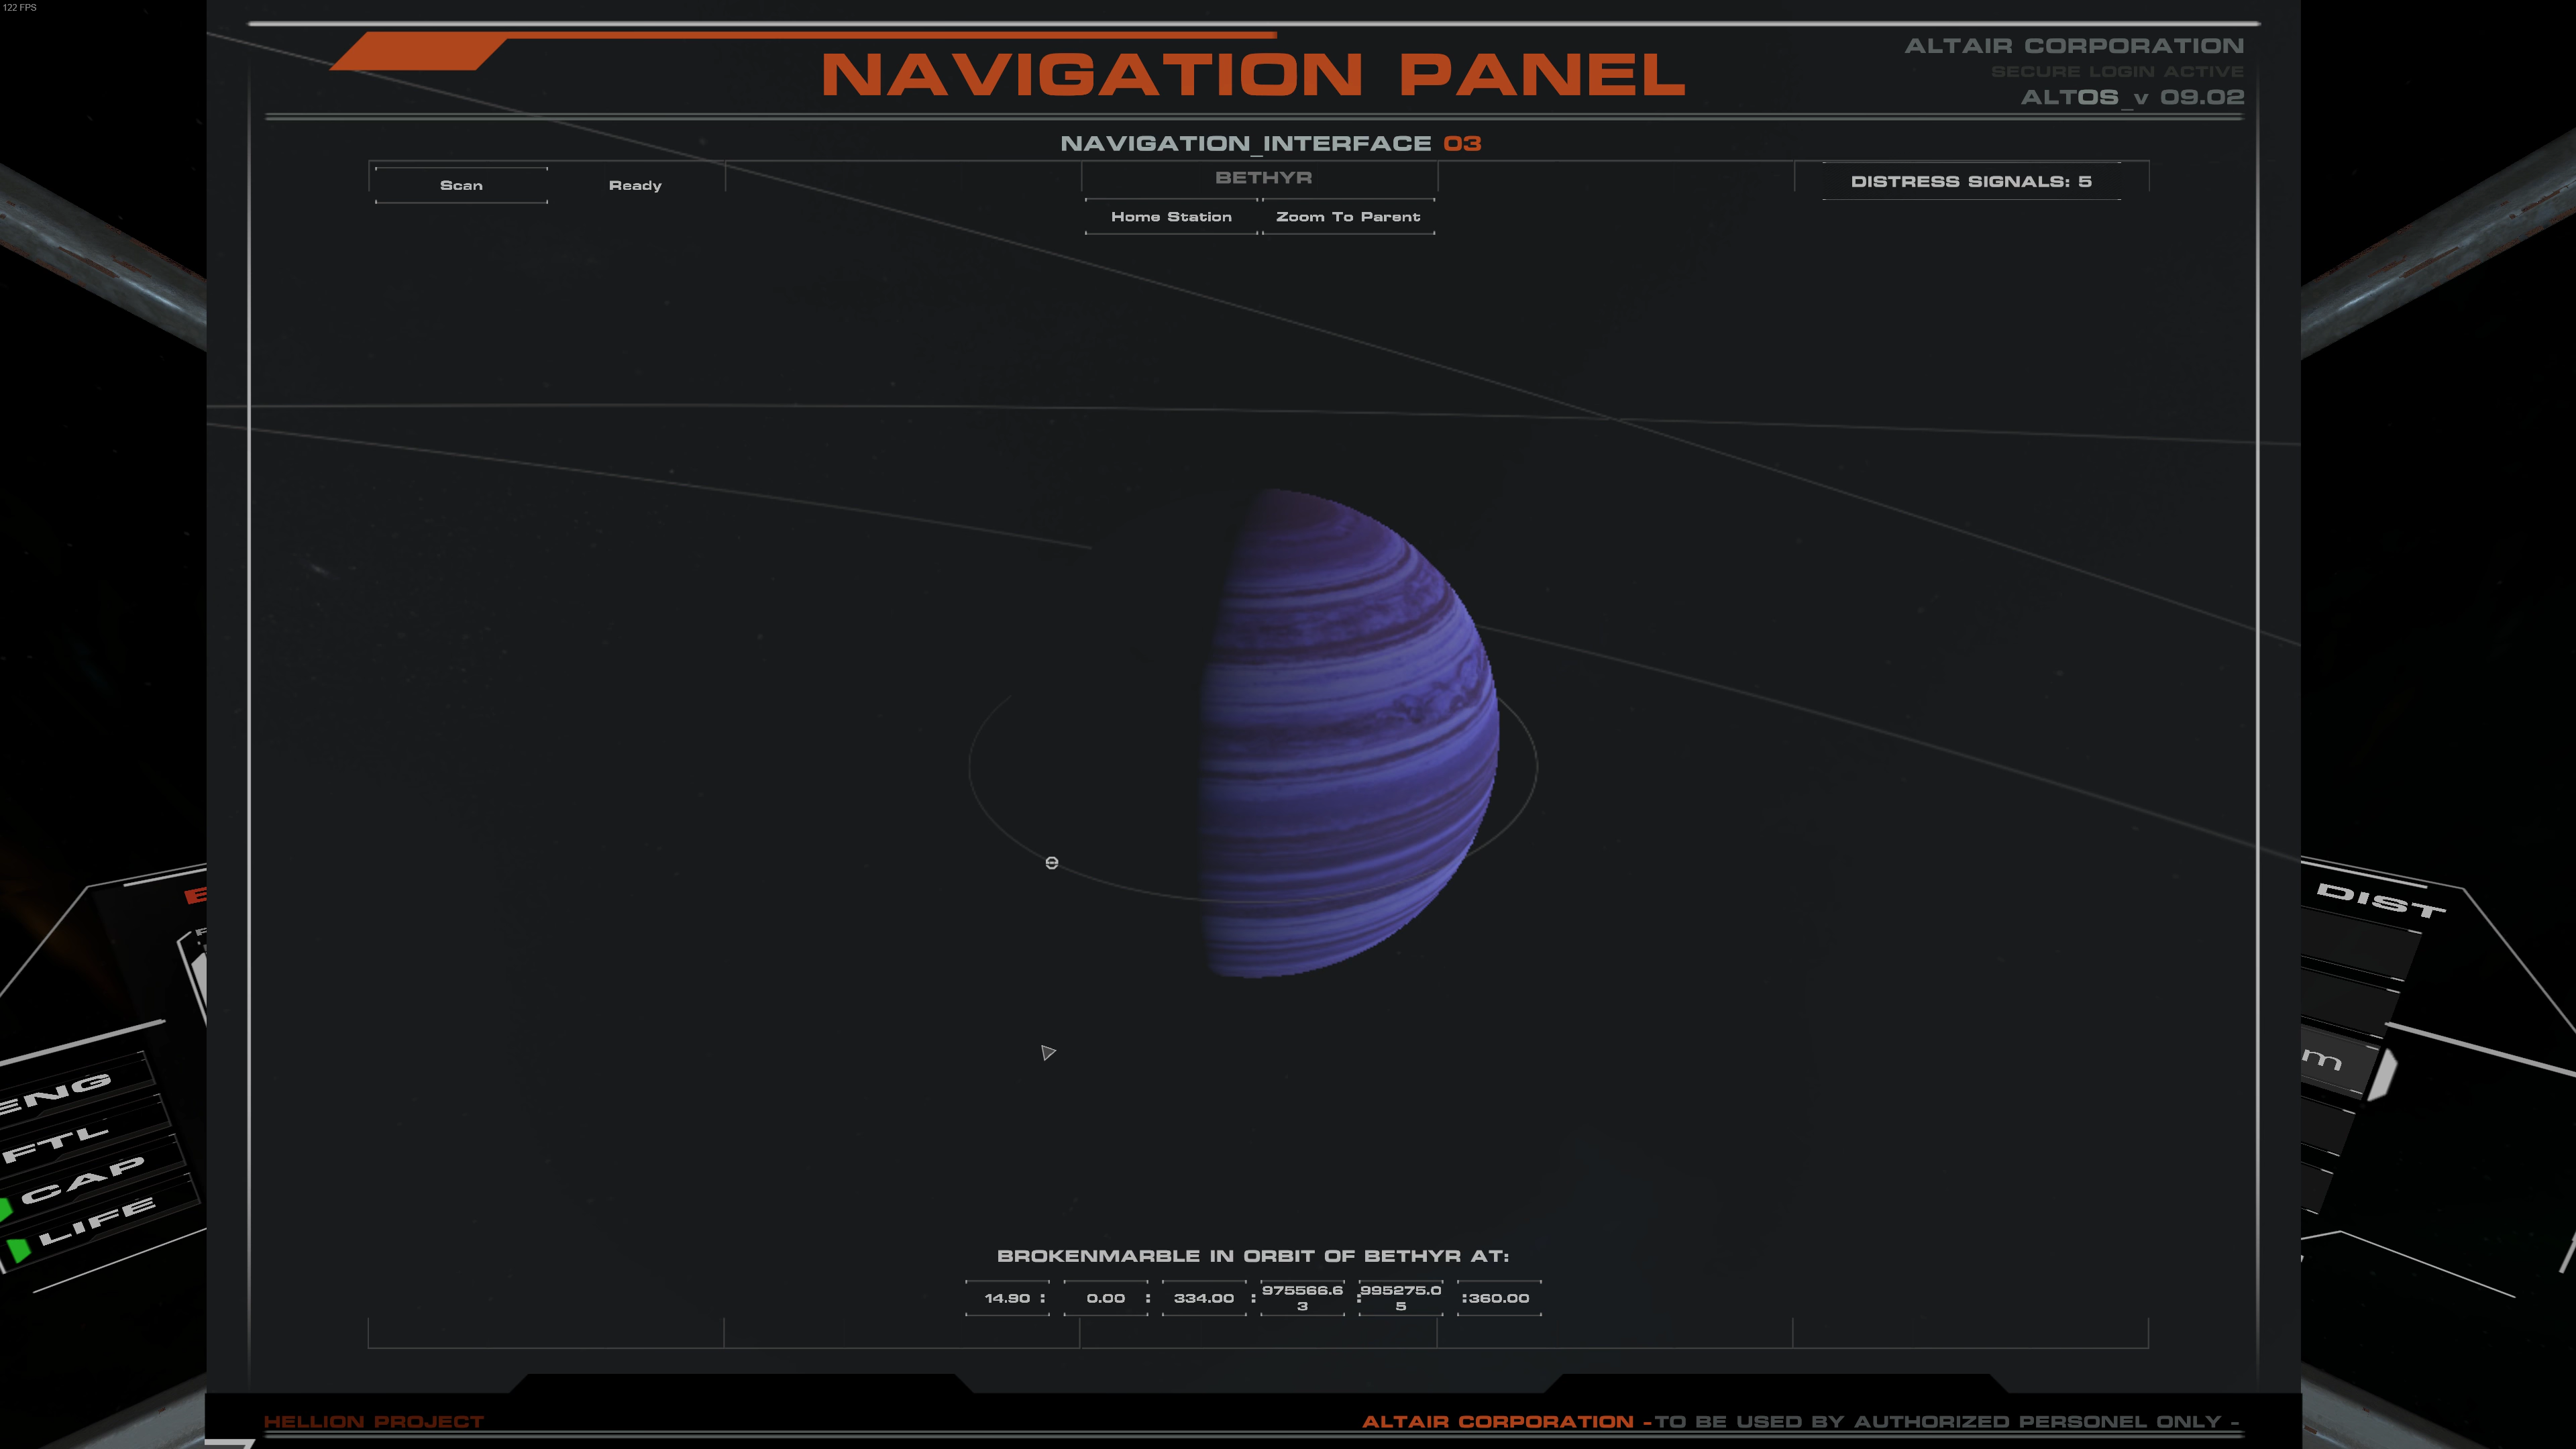 122 FPS
NAVIGATION PANEL
ALTAIR CORPORATION
SECURE LOGIN ACTIVE
ALTOS_v 09.02
NAVIGATION_INTERFACE 03
Scan
Ready
BETHYR
DISTRESS SIGNALS: 5
Home Station
Zoom To Parent
DIST
ENG
FTL
CAP
LIFE
m
BROKENMARBLE IN ORBIT OF BETHYR AT:
14.90 : 0.00 : 334.00 : 975566.6 : 995275.0 : 360.00
3 5
HELLION PROJECT
ALTAIR CORPORATION - TO BE USED BY AUTHORIZED PERSONEL ONLY -